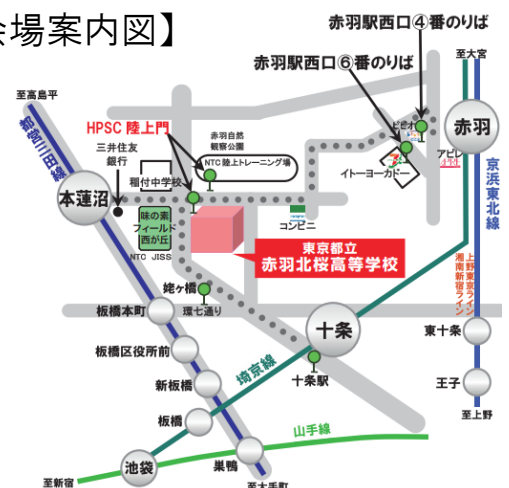 会場案内図】
赤羽駅西口④番のりば
赤羽駅西口⑥番のりば
至大宮
至高島平
都営三田線
HPSC 陸上門
三井住友
銀行
赤羽自然
観察公園
NTC 陸上トレーニング場
稲付中学校
ビビオ
イトーヨーカドー
アピレ
赤羽
京浜東北線
本蓮沼
味の素
フィールド
西が丘
NTC JISS
コンビニ
東京都立
赤羽北桜高等学校
上野東京ライン
湘南新宿ライン
姥ヶ橋
環七通り
板橋本町
十条
東十条
板橋区役所前
埼京線
十条駅
新板橋
王子
板橋
至上野
山手線
池袋
巣鴨
至新宿
至大手町